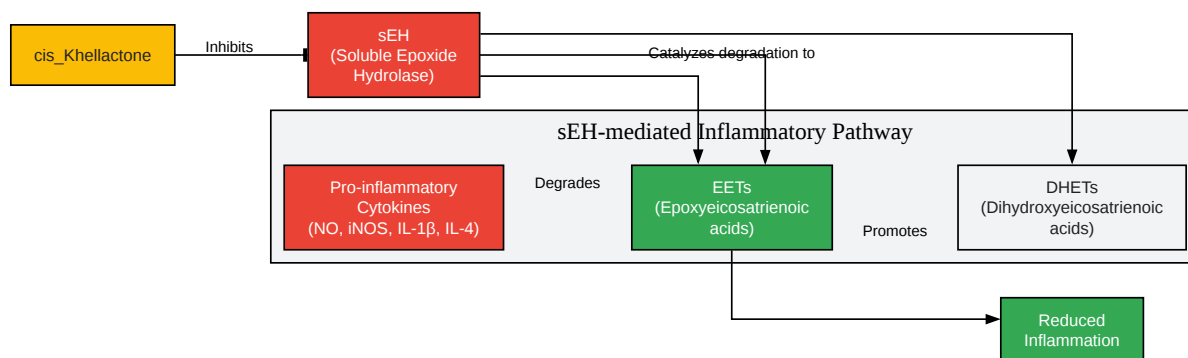 cis_Khellactone
Inhibits
sEH
(Soluble Epoxide
Hydrolase)
Catalyzes degradation to
sEH-mediated Inflammatory Pathway
Pro-inflammatory
Cytokines
(NO, iNOS, IL-1β, IL-4)
Degrades
EETs
(Epoxyeicosatrienoic
acids)
Promotes
DHETs
(Dihydroxyeicosatrienoic
acids)
Reduced
Inflammation